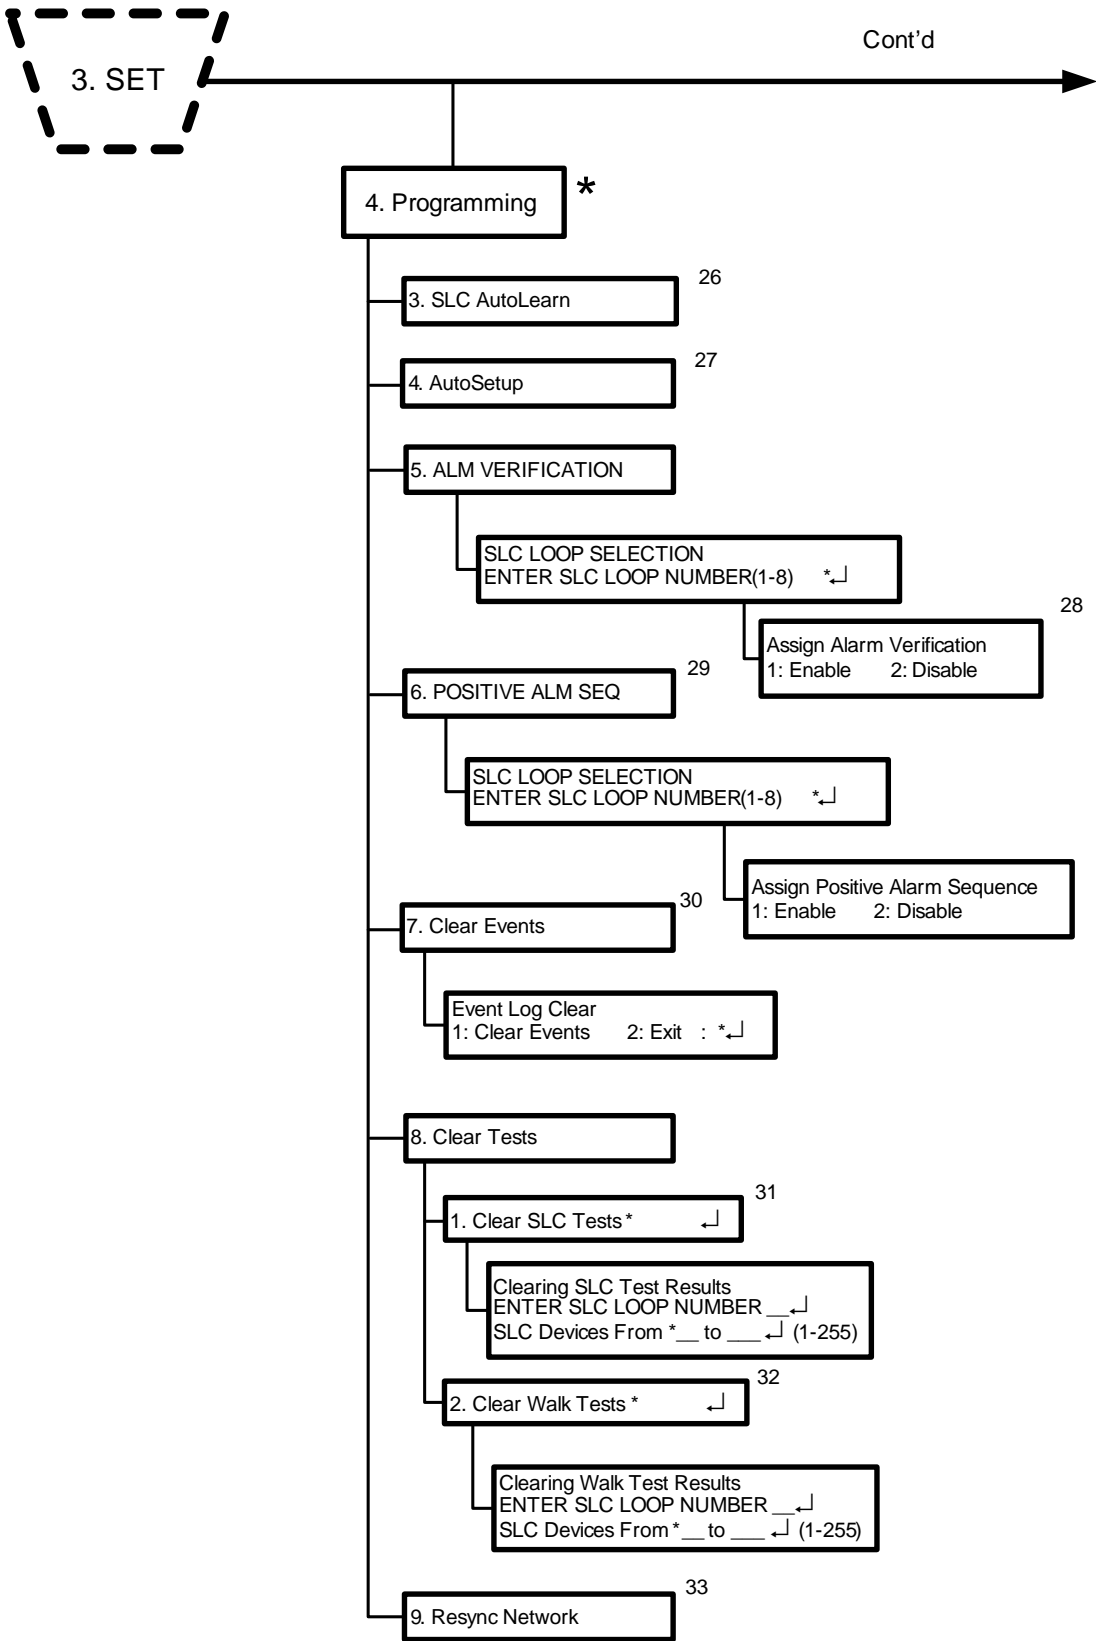 Cont'd
3. SET
4. Programming *
26
3. SLC AutoLearn
27
4. AutoSetup
5. ALM VERIFICATION
SLC LOOP SELECTION
ENTER SLC LOOP NUMBER(1-8) *↵
28
Assign Alarm Verification
1: Enable 2: Disable
29
6. POSITIVE ALM SEQ
SLC LOOP SELECTION
ENTER SLC LOOP NUMBER(1-8) *↵
Assign Positive Alarm Sequence
1: Enable 2: Disable
30
7. Clear Events
Event Log Clear
1: Clear Events 2: Exit : *↵
8. Clear Tests
31
1. Clear SLC Tests * ↵
Clearing SLC Test Results
ENTER SLC LOOP NUMBER __↵
SLC Devices From *__ to ___ ↵ (1-255)
32
2. Clear Walk Tests * ↵
Clearing Walk Test Results
ENTER SLC LOOP NUMBER __↵
SLC Devices From *__ to ___ ↵ (1-255)
33
9. Resync Network